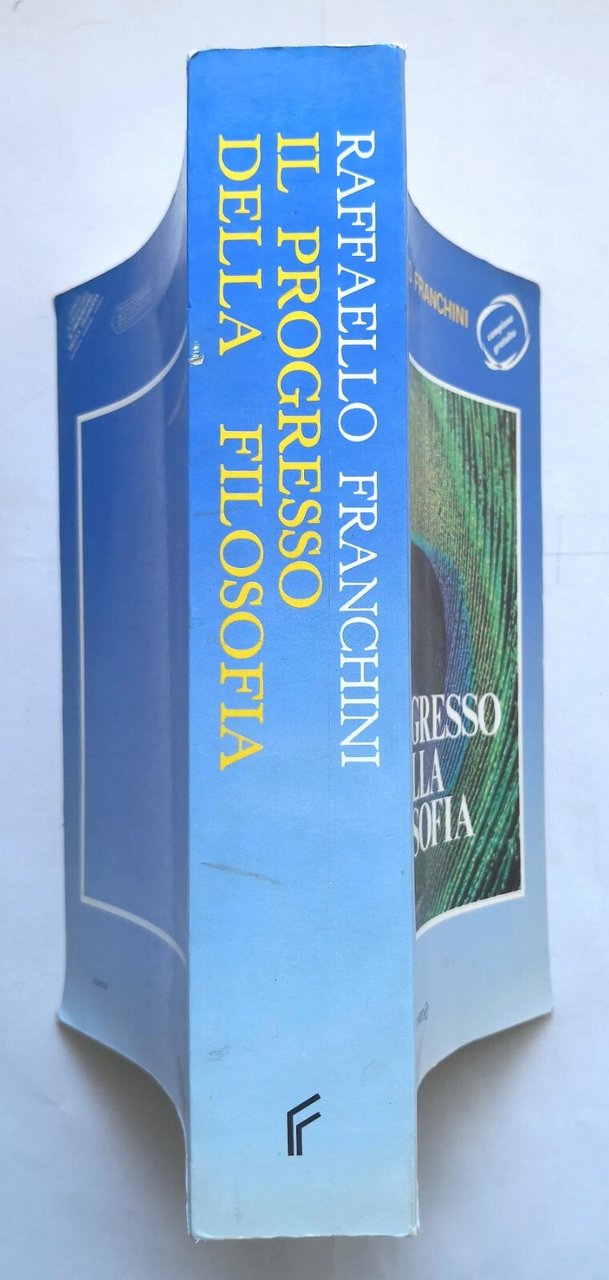 RAFFAELLO FRANCHINI
IL PROGRESSO
DELLA FILOSOFIA
FRANCHINI
GRESSO
LLA
SOFIA